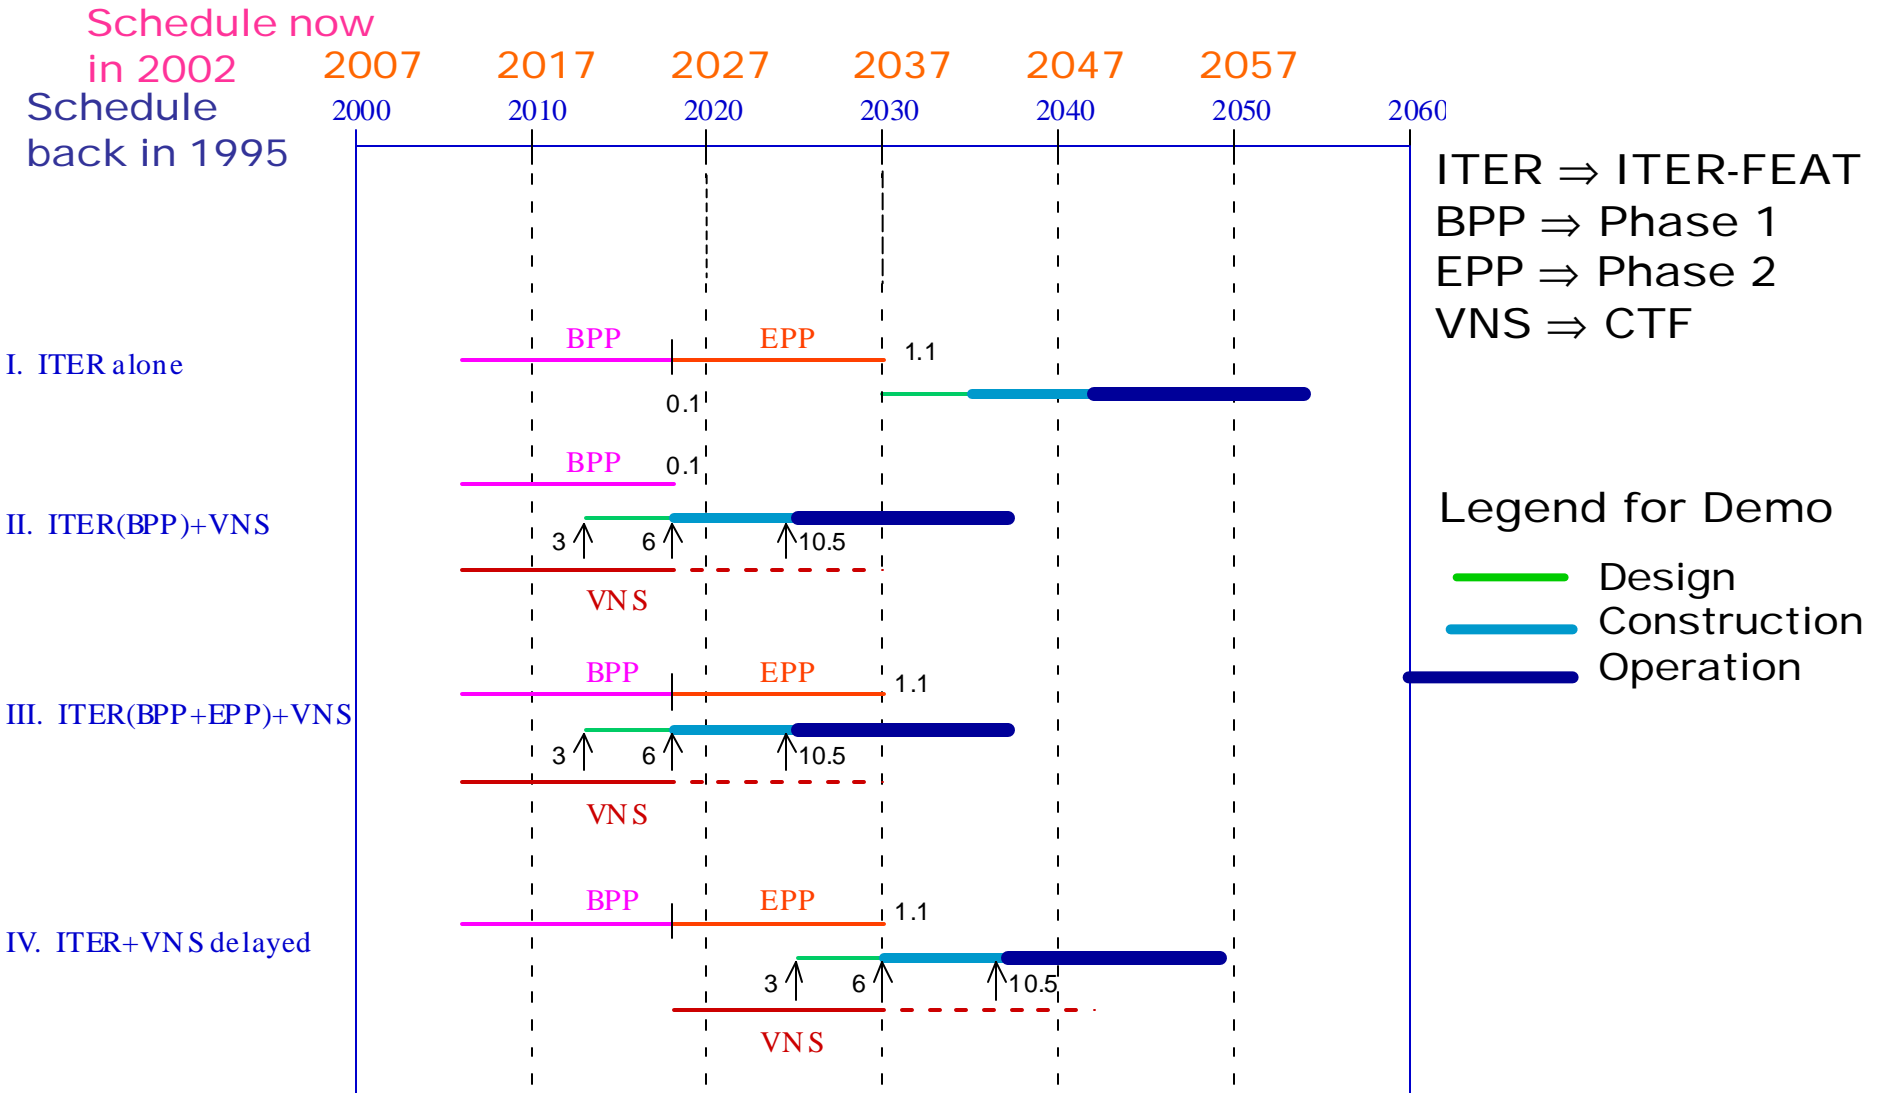 Schedule now
in 2002
2007 2017 2027 2037 2047 2057
Schedule
back in 1995
2000 2010 2020 2030 2040 2050 2060
ITER ⇒ ITER-FEAT
BPP ⇒ Phase 1
EPP ⇒ Phase 2
VNS ⇒ CTF
BPP EPP 1.1
I. ITER alone
0.1
BPP 0.1
II. ITER(BPP)+VNS
3 6 10.5
VNS
Legend for Demo
Design
Construction
Operation
BPP EPP 1.1
III. ITER(BPP+EPP)+VNS
3 6 10.5
VNS
BPP EPP 1.1
IV. ITER+VNS delayed
3 6 10.5
VNS